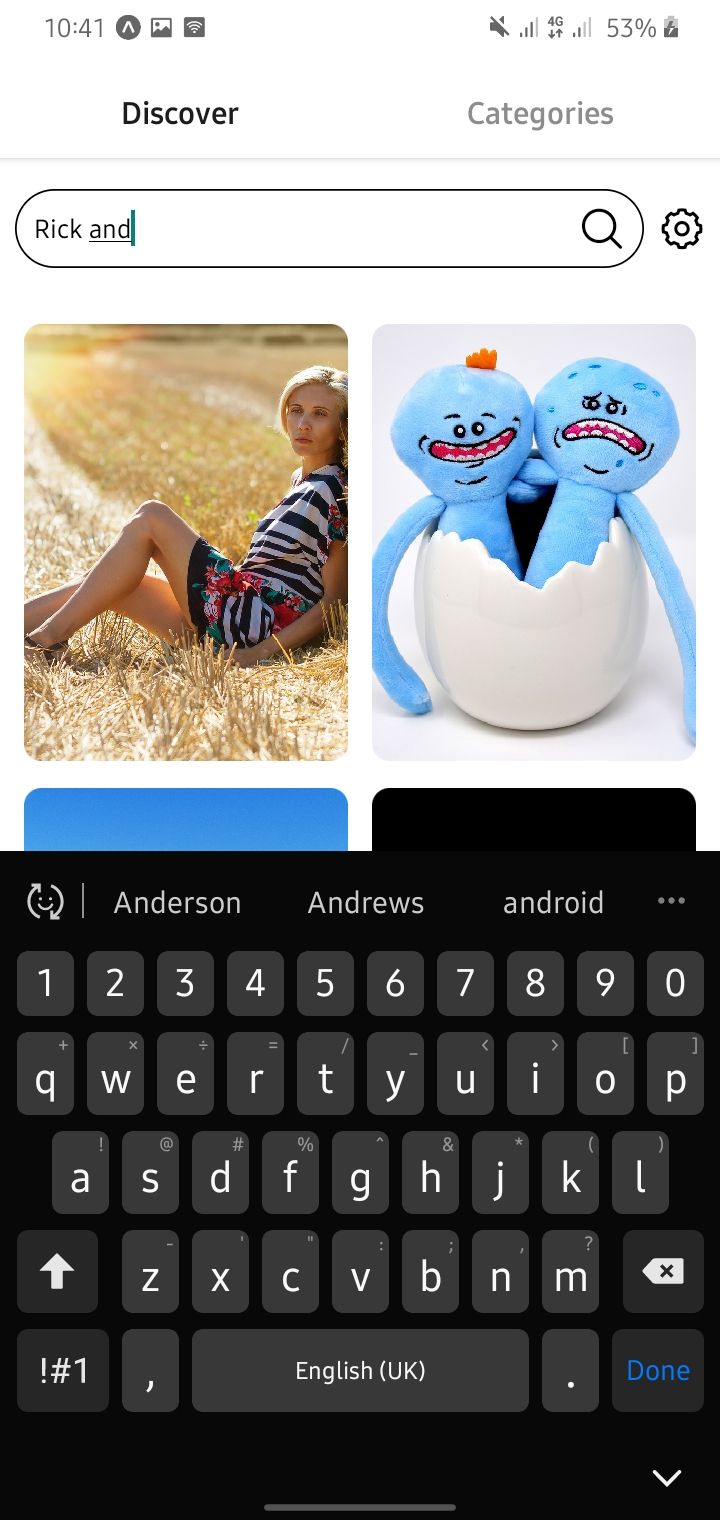 10:41 4G 53%
Discover Categories
Rick and
Anderson Andrews android
1 2 3 4 5 6 7 8 9 0
+ × ÷ = / _ < > [ ]
q w e r t y u i o p
! @ # % ^ & * ( )
a s d f g h j k l
- ' " : ; , ?
z x c v b n m
!#1 , English (UK) . Done